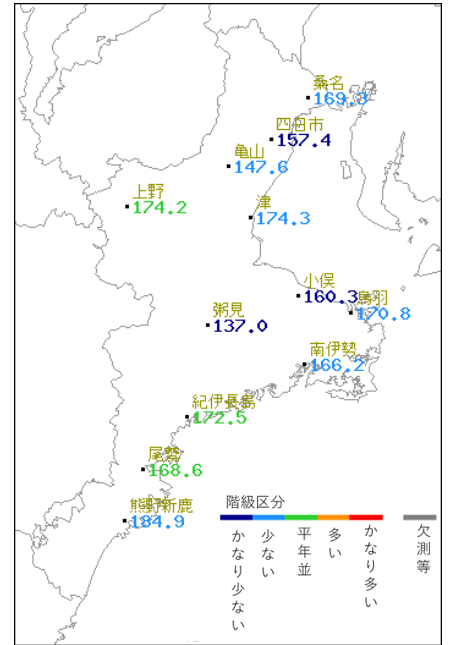 桑名
169.3
四日市
157.4
亀山
147.6
上野
174.2
津
174.3
小俣
160.3
鳥羽
170.8
粥見
137.0
南伊勢
166.2
紀伊長島
172.5
尾鷲
168.6
熊野新鹿
184.9
階級区分
かなり少ない
少ない
平年並
多い
かなり多い
欠測等